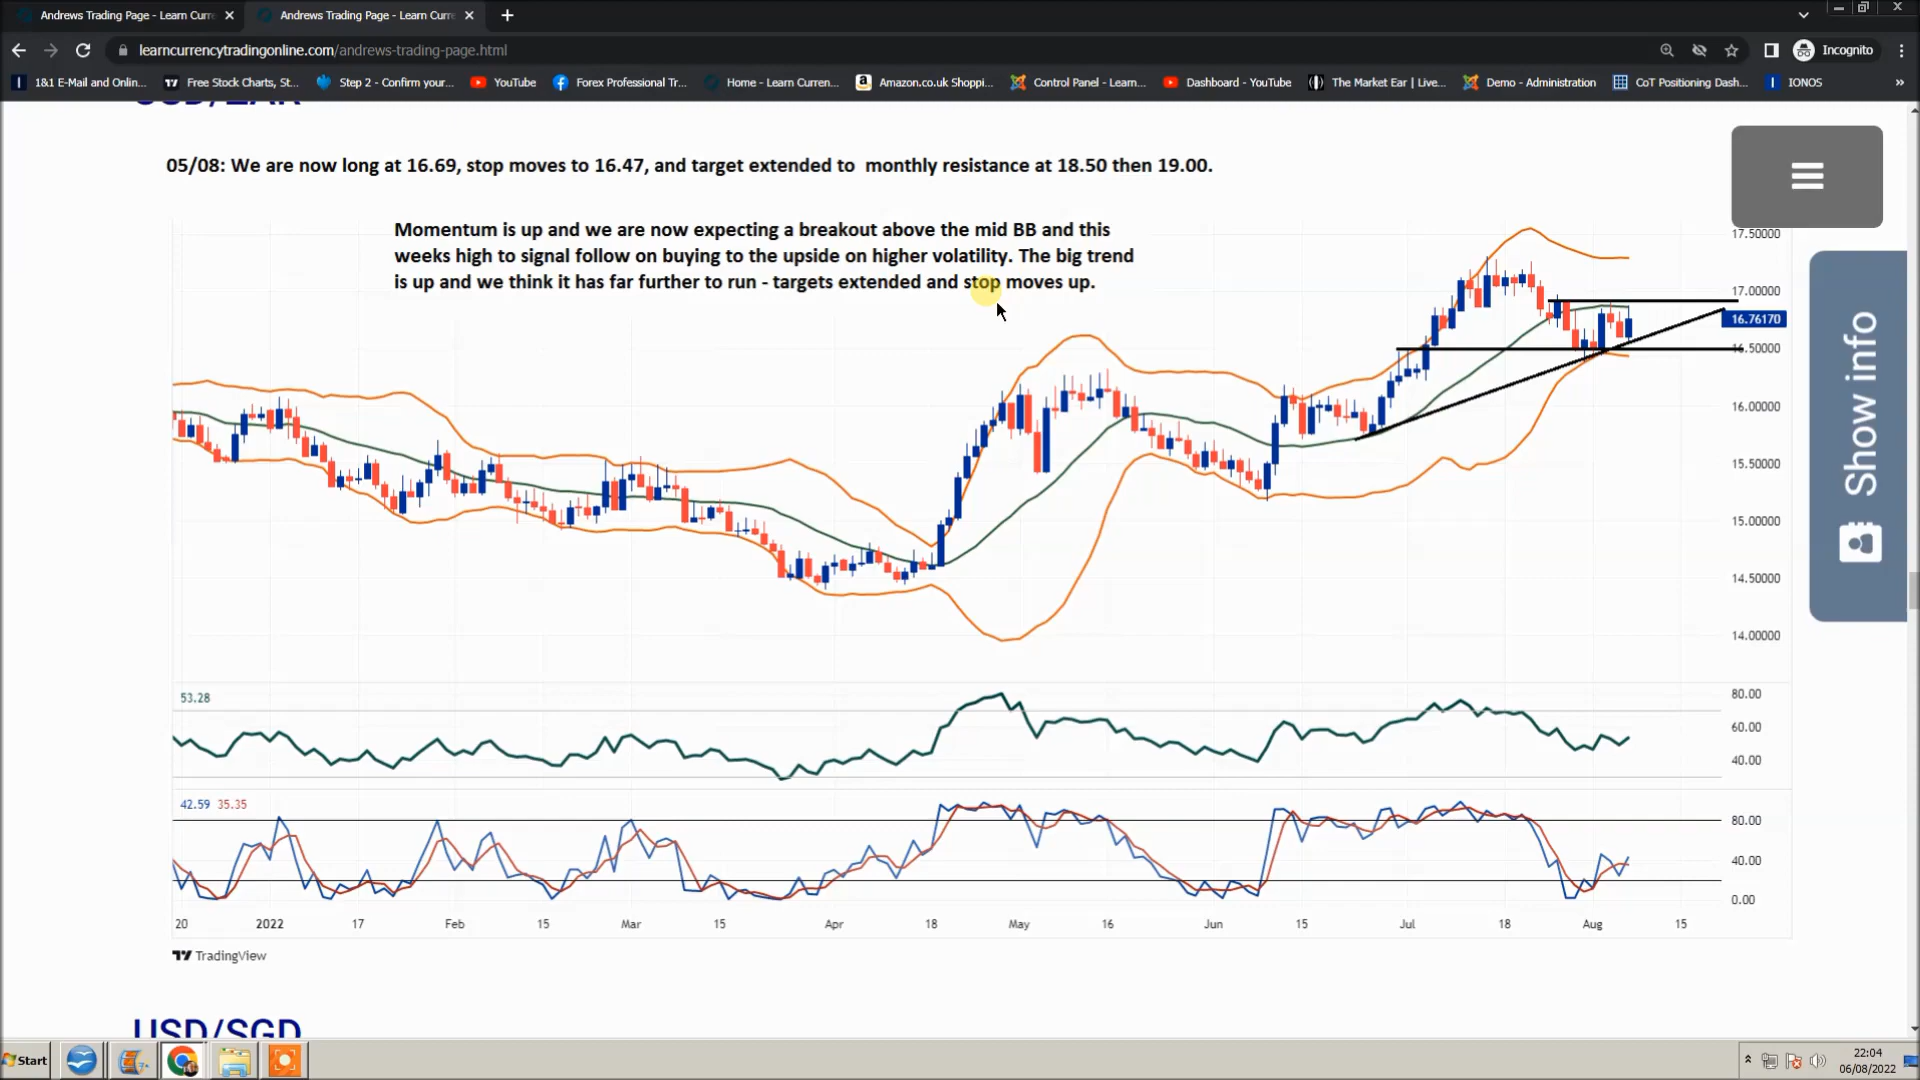 Andrews Trading Page - Learn Curre
Andrews Trading Page - Learn Curre
learncurrencytradingonline.com/andrews-trading-page.html
Incognito
1&1 E-Mail and Onlin...
Free Stock Charts, St...
Step 2 - Confirm your...
YouTube
Forex Professional Tr...
Home - Learn Curren...
Amazon.co.uk Shoppi...
Control Panel - Learn...
Dashboard - YouTube
The Market Ear | Live...
Demo - Administration
CoT Positioning Dash...
IONOS
05/08: We are now long at 16.69, stop moves to 16.47, and target extended to monthly resistance at 18.50 then 19.00.
Momentum is up and we are now expecting a breakout above the mid BB and this
weeks high to signal follow on buying to the upside on higher volatility. The big trend
is up and we think it has far further to run - targets extended and stop moves up.
Show info
17.50000
17.00000
16.76170
16.50000
16.00000
15.50000
15.00000
14.50000
14.00000
53.28
80.00
60.00
40.00
42.59 35.35
80.00
40.00
0.00
20 2022 17 Feb 15 Mar 15 Apr 18 May 16 Jun 15 Jul 18 Aug 15
TradingView
USD/SGD
Start
22:04
06/08/2022